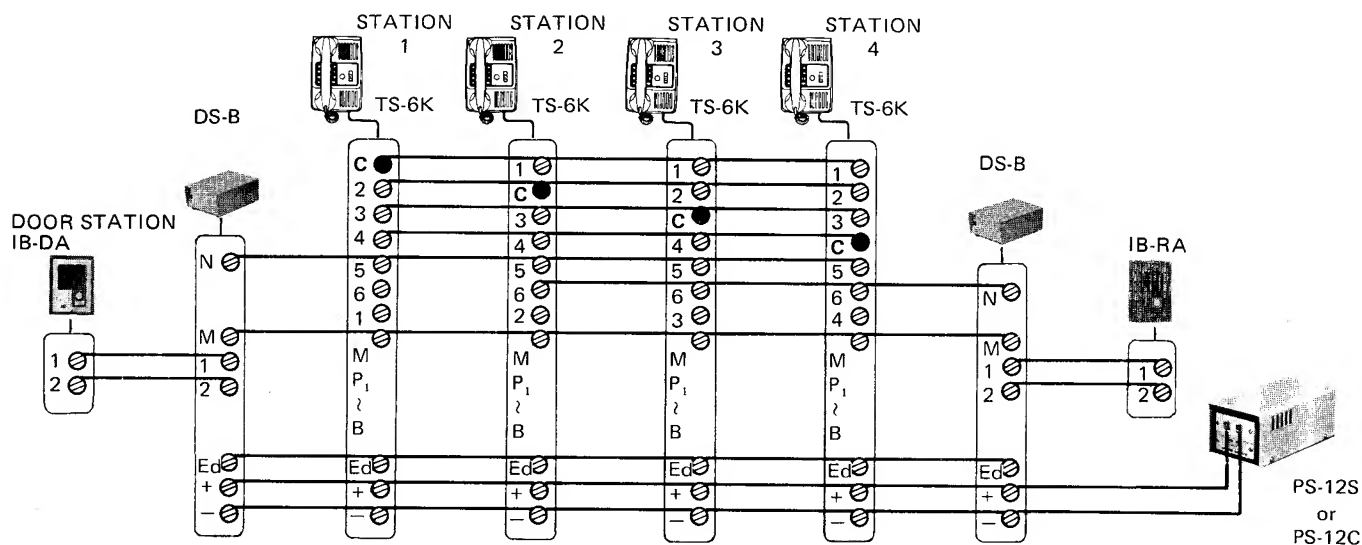 STATION 1
STATION 2
STATION 3
STATION 4
TS-6K
TS-6K
TS-6K
TS-6K
DS-B
DS-B
DOOR STATION
IB-DA
IB-RA
1
2
N
M
1
2
Ed
+
−
C
2
3
4
5
6
1
M
P₁
~
B
Ed
+
−
1
C
3
4
5
6
2
M
P₁
~
B
Ed
+
−
1
2
C
4
5
6
3
M
P₁
~
B
Ed
+
−
1
2
3
C
5
6
4
M
P₁
~
B
Ed
+
−
N
M
1
2
Ed
+
−
1
2
PS-12S
or
PS-12C